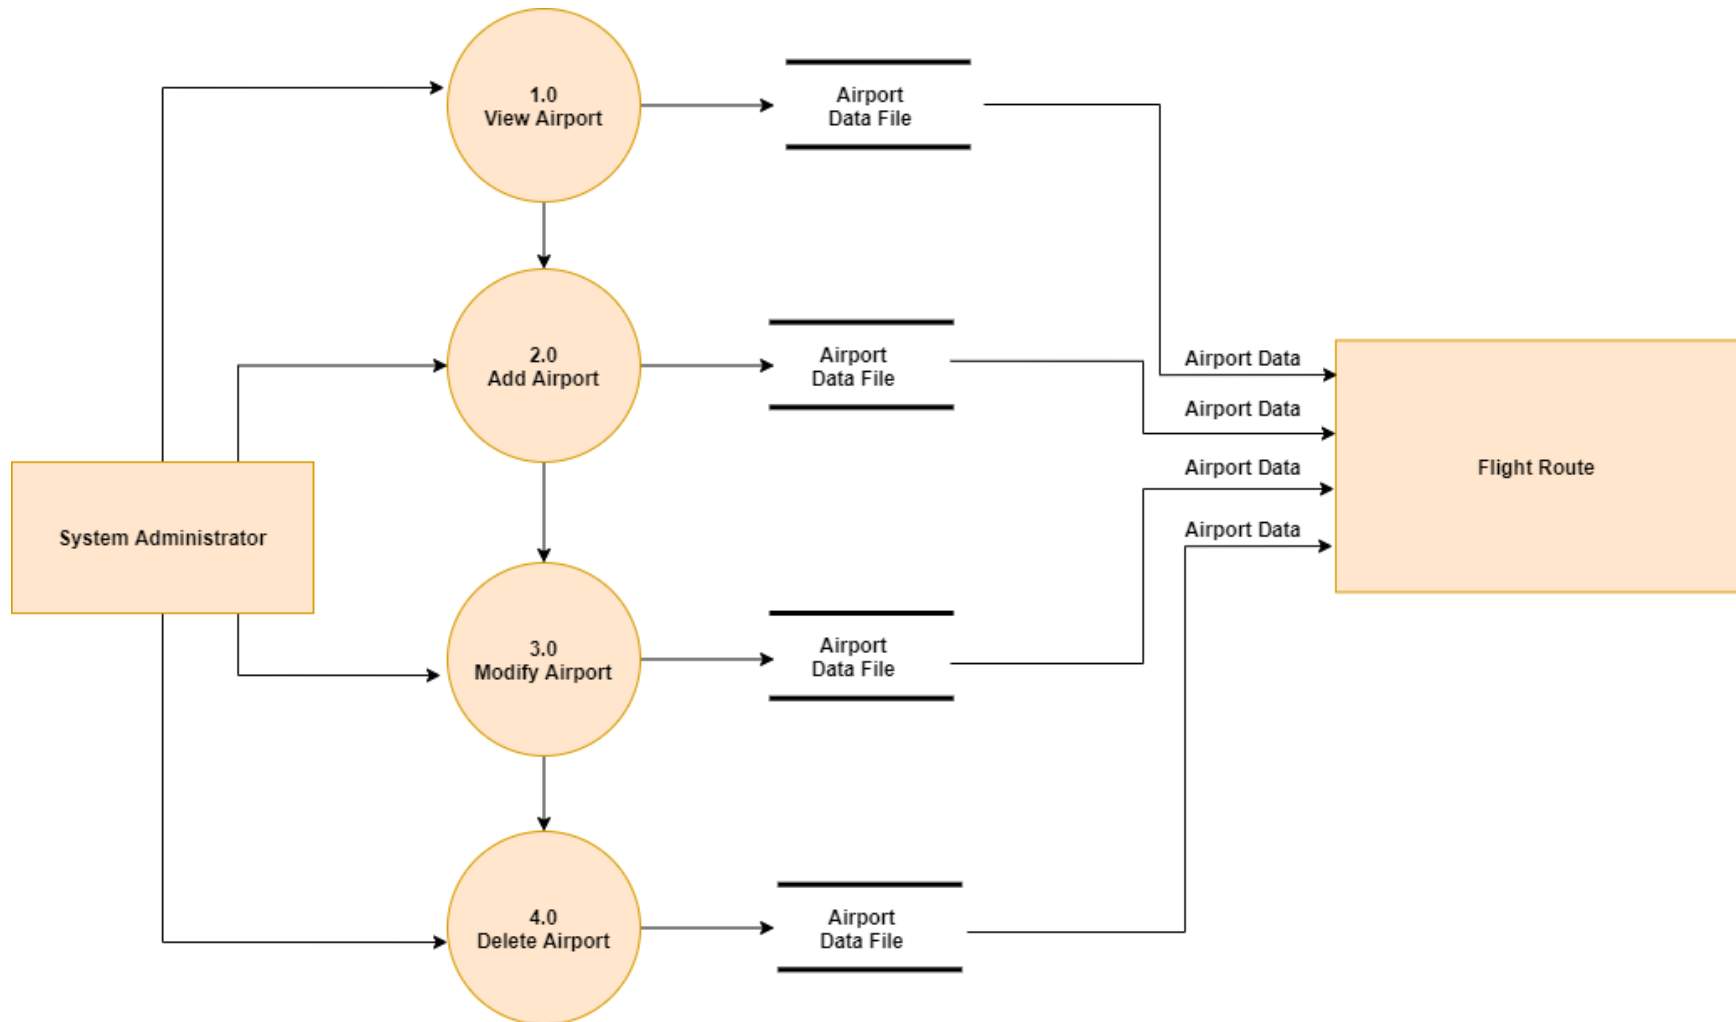 1.0
View Airport
Airport
Data File
2.0
Add Airport
Airport
Data File
Airport Data
Airport Data
Airport Data
Airport Data
Flight Route
System Administrator
3.0
Modify Airport
Airport
Data File
4.0
Delete Airport
Airport
Data File